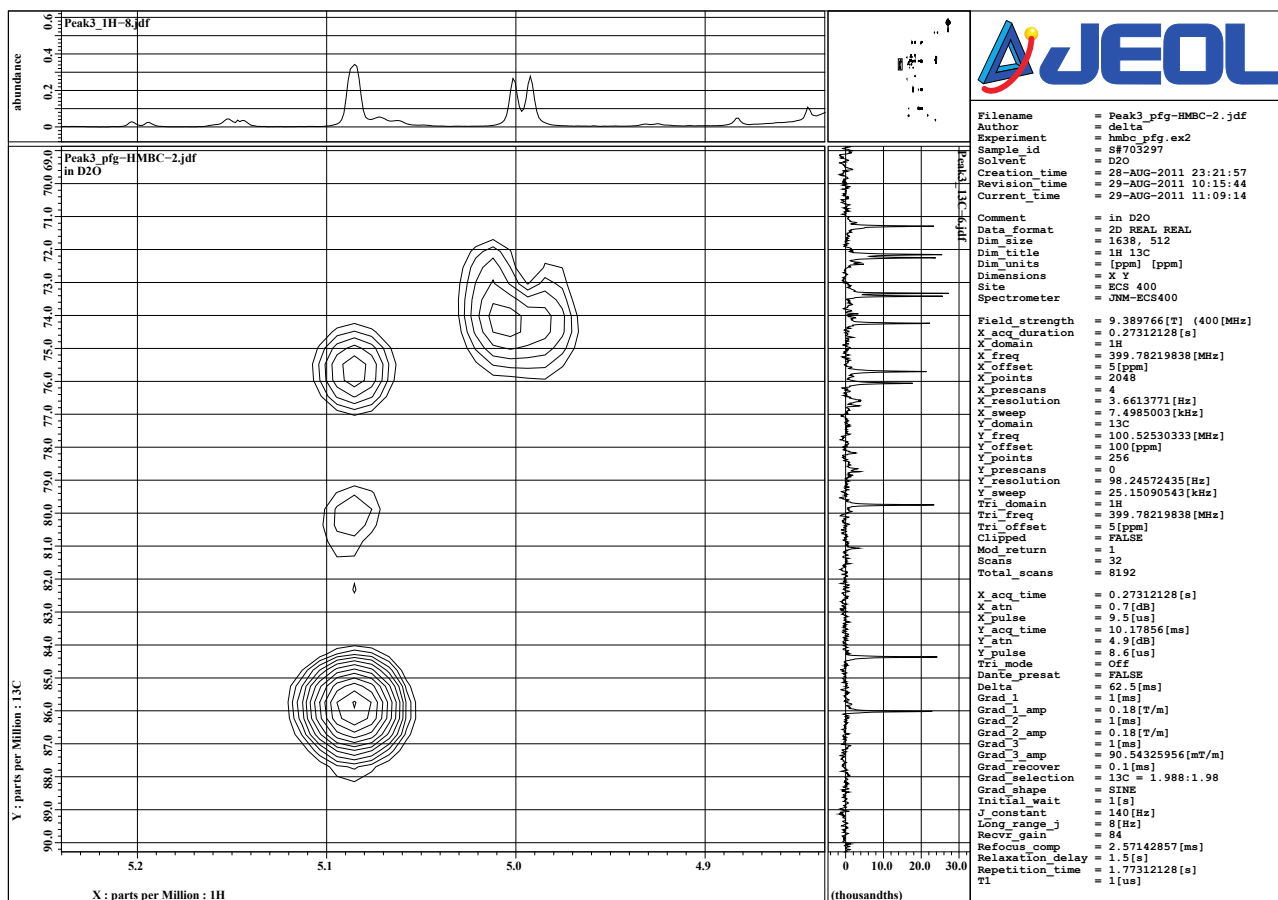 Peak3_1H-8.jdf
abundance
0.6
0.4
0.2
0
Peak3_pfg-HMBC-2.jdf
in D2O
69.0
70.0
71.0
72.0
73.0
74.0
75.0
76.0
77.0
78.0
79.0
80.0
81.0
82.0
83.0
84.0
85.0
86.0
87.0
88.0
89.0
90.0
Y : parts per Million : 13C
5.2
5.1
5.0
4.9
X : parts per Million : 1H
Peak3_13C-6.jdf
0
10.0
20.0
30.0
(thousandths)
JEOL
Filename = Peak3_pfg-HMBC-2.jdf
Author = delta
Experiment = hmbc_pfg.ex2
Sample_id = S#703297
Solvent = D2O
Creation_time = 28-AUG-2011 23:21:57
Revision_time = 29-AUG-2011 10:15:44
Current_time = 29-AUG-2011 11:09:14
Comment = in D2O
Data_format = 2D REAL REAL
Dim_size = 1638, 512
Dim_title = 1H 13C
Dim_units = [ppm] [ppm]
Dimensions = X Y
Site = ECS 400
Spectrometer = JNM-ECS400
Field_strength = 9.389766[T] (400[MHz]
X_acq_duration = 0.27312128[s]
X_domain = 1H
X_freq = 399.78219838[MHz]
X_offset = 5[ppm]
X_points = 2048
X_prescans = 4
X_resolution = 3.6613771[Hz]
X_sweep = 7.4985003[kHz]
Y_domain = 13C
Y_freq = 100.52530333[MHz]
Y_offset = 100[ppm]
Y_points = 256
Y_prescans = 0
Y_resolution = 98.24572435[Hz]
Y_sweep = 25.15090543[kHz]
Tri_domain = 1H
Tri_freq = 399.78219838[MHz]
Tri_offset = 5[ppm]
Clipped = FALSE
Mod_return = 1
Scans = 32
Total_scans = 8192
X_acq_time = 0.27312128[s]
X_atn = 0.7[dB]
X_pulse = 9.5[us]
Y_acq_time = 10.17856[ms]
Y_atn = 4.9[dB]
Y_pulse = 8.6[us]
Tri_mode = Off
Dante_presat = FALSE
Delta = 62.5[ms]
Grad_1 = 1[ms]
Grad_1_amp = 0.18[T/m]
Grad_2 = 1[ms]
Grad_2_amp = 0.18[T/m]
Grad_3 = 1[ms]
Grad_3_amp = 90.54325956[mT/m]
Grad_recover = 0.1[ms]
Grad_selection = 13C = 1.988:1.98
Grad_shape = SINE
Initial_wait = 1[s]
J_constant = 140[Hz]
Long_range_j = 8[Hz]
Recvr_gain = 84
Refocus_comp = 2.57142857[ms]
Relaxation_delay = 1.5[s]
Repetition_time = 1.77312128[s]
T1 = 1[us]